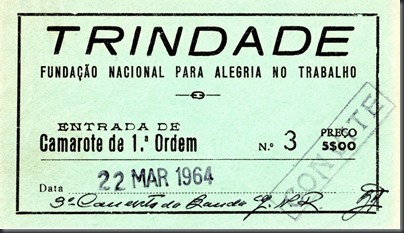 TRINDADE
FUNDAÇÃO NACIONAL PARA ALEGRIA NO TRABALHO
ENTRADA DE
Camarote de 1.ª Ordem N.º 3 PREÇO 5$00
CONVITE
Data 22 MAR 1964
3º Concerto da Banda G.N.R